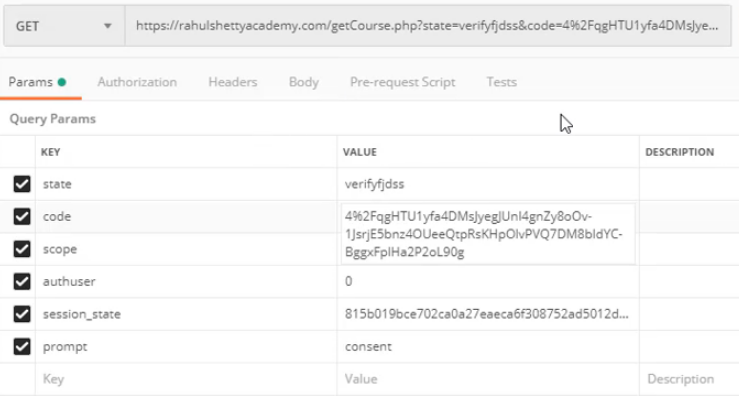 GET https://rahulshettyacademy.com/getCourse.php?state=verifyfjdss&code=4%2FqgHTU1yfa4DMsJye...
Params Authorization Headers Body Pre-request Script Tests
Query Params
KEY VALUE DESCRIPTION
state verifyfjdss
code 4%2FqgHTU1yfa4DMsJyegJUnI4gnZy8oOv-
1JsrjE5bnz4OUeeQtpRsKHpOlvPVQ7DM8bldYC-
BggxFplHa2P2oL90g
scope
authuser 0
session_state 815b019bce702ca0a27eaeca6f308752ad5012d...
prompt consent
Key Value Description